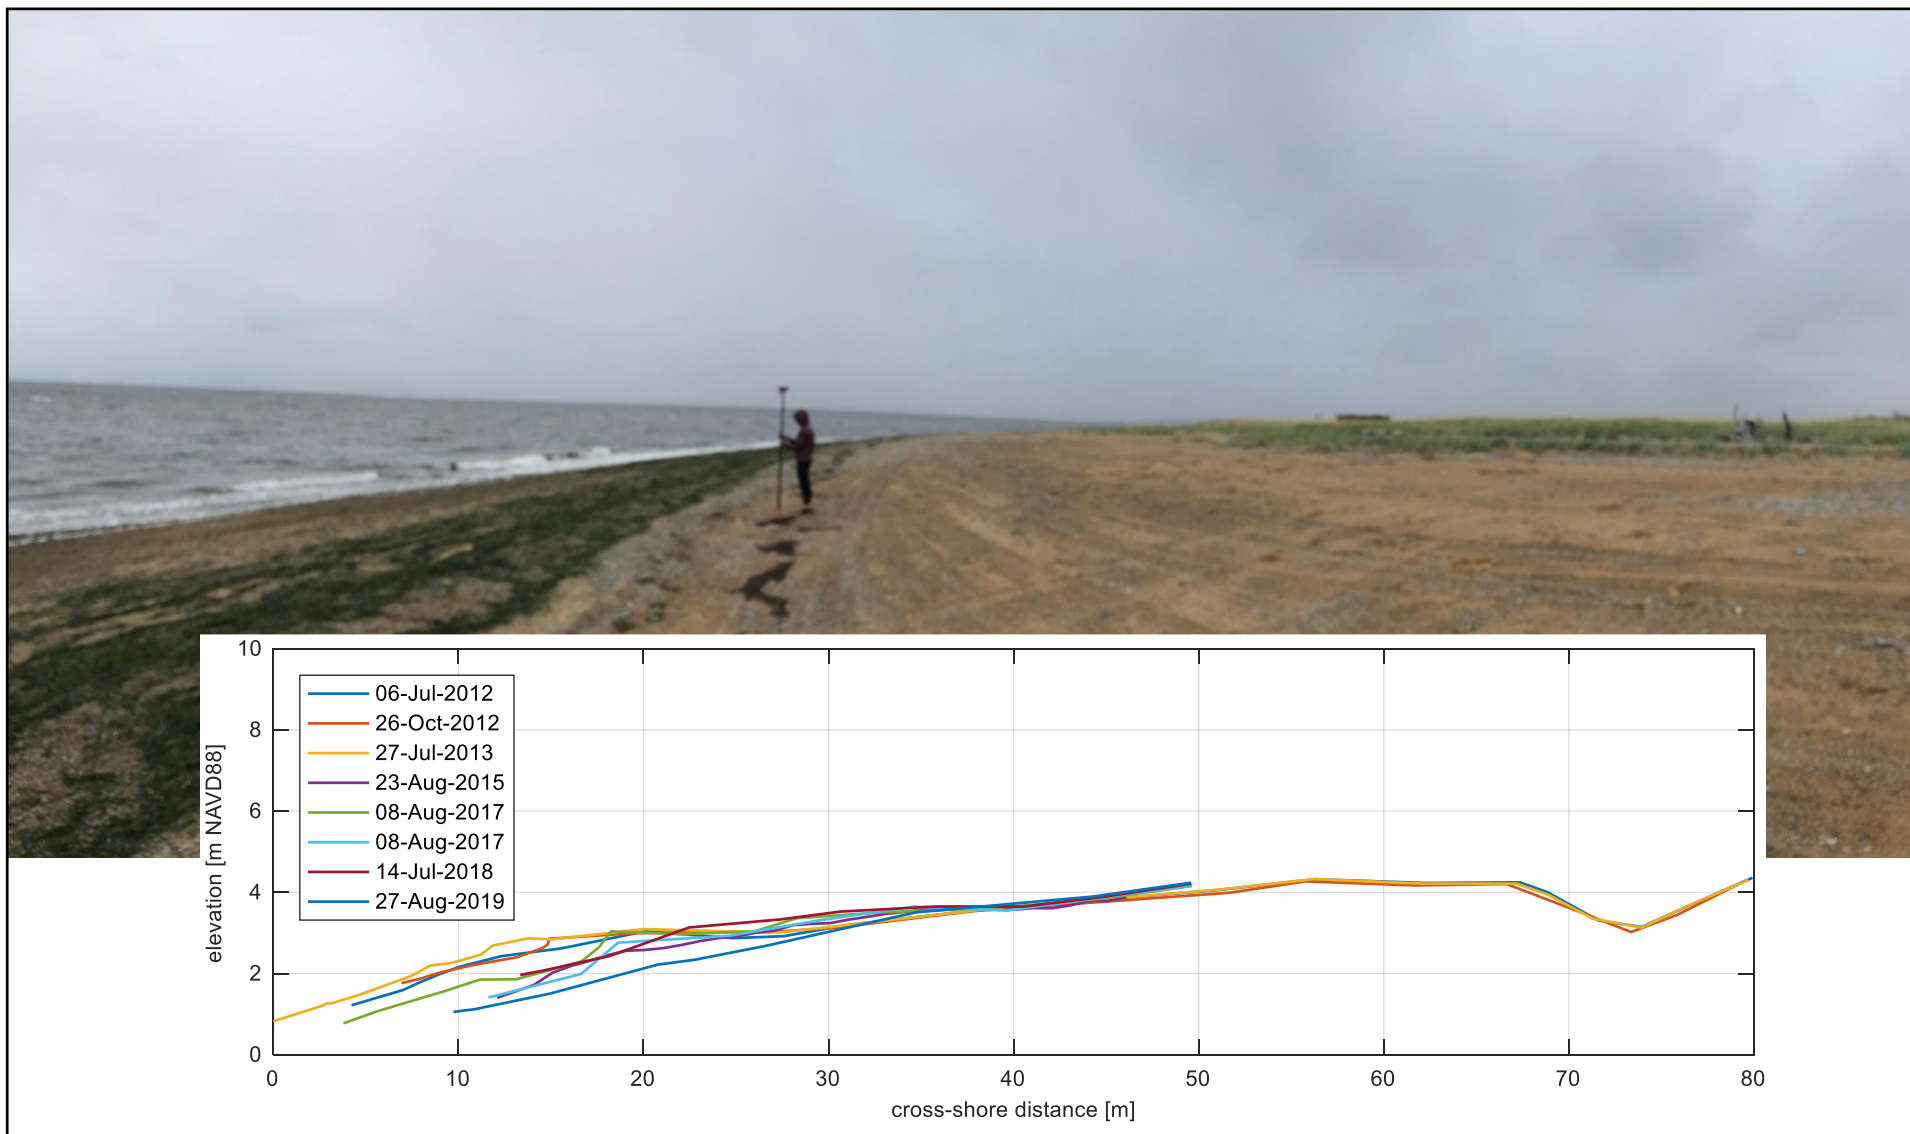 10
8
6
4
2
0
elevation [m NAVD88]
06-Jul-2012
26-Oct-2012
27-Jul-2013
23-Aug-2015
08-Aug-2017
08-Aug-2017
14-Jul-2018
27-Aug-2019
0 10 20 30 40 50 60 70 80
cross-shore distance [m]